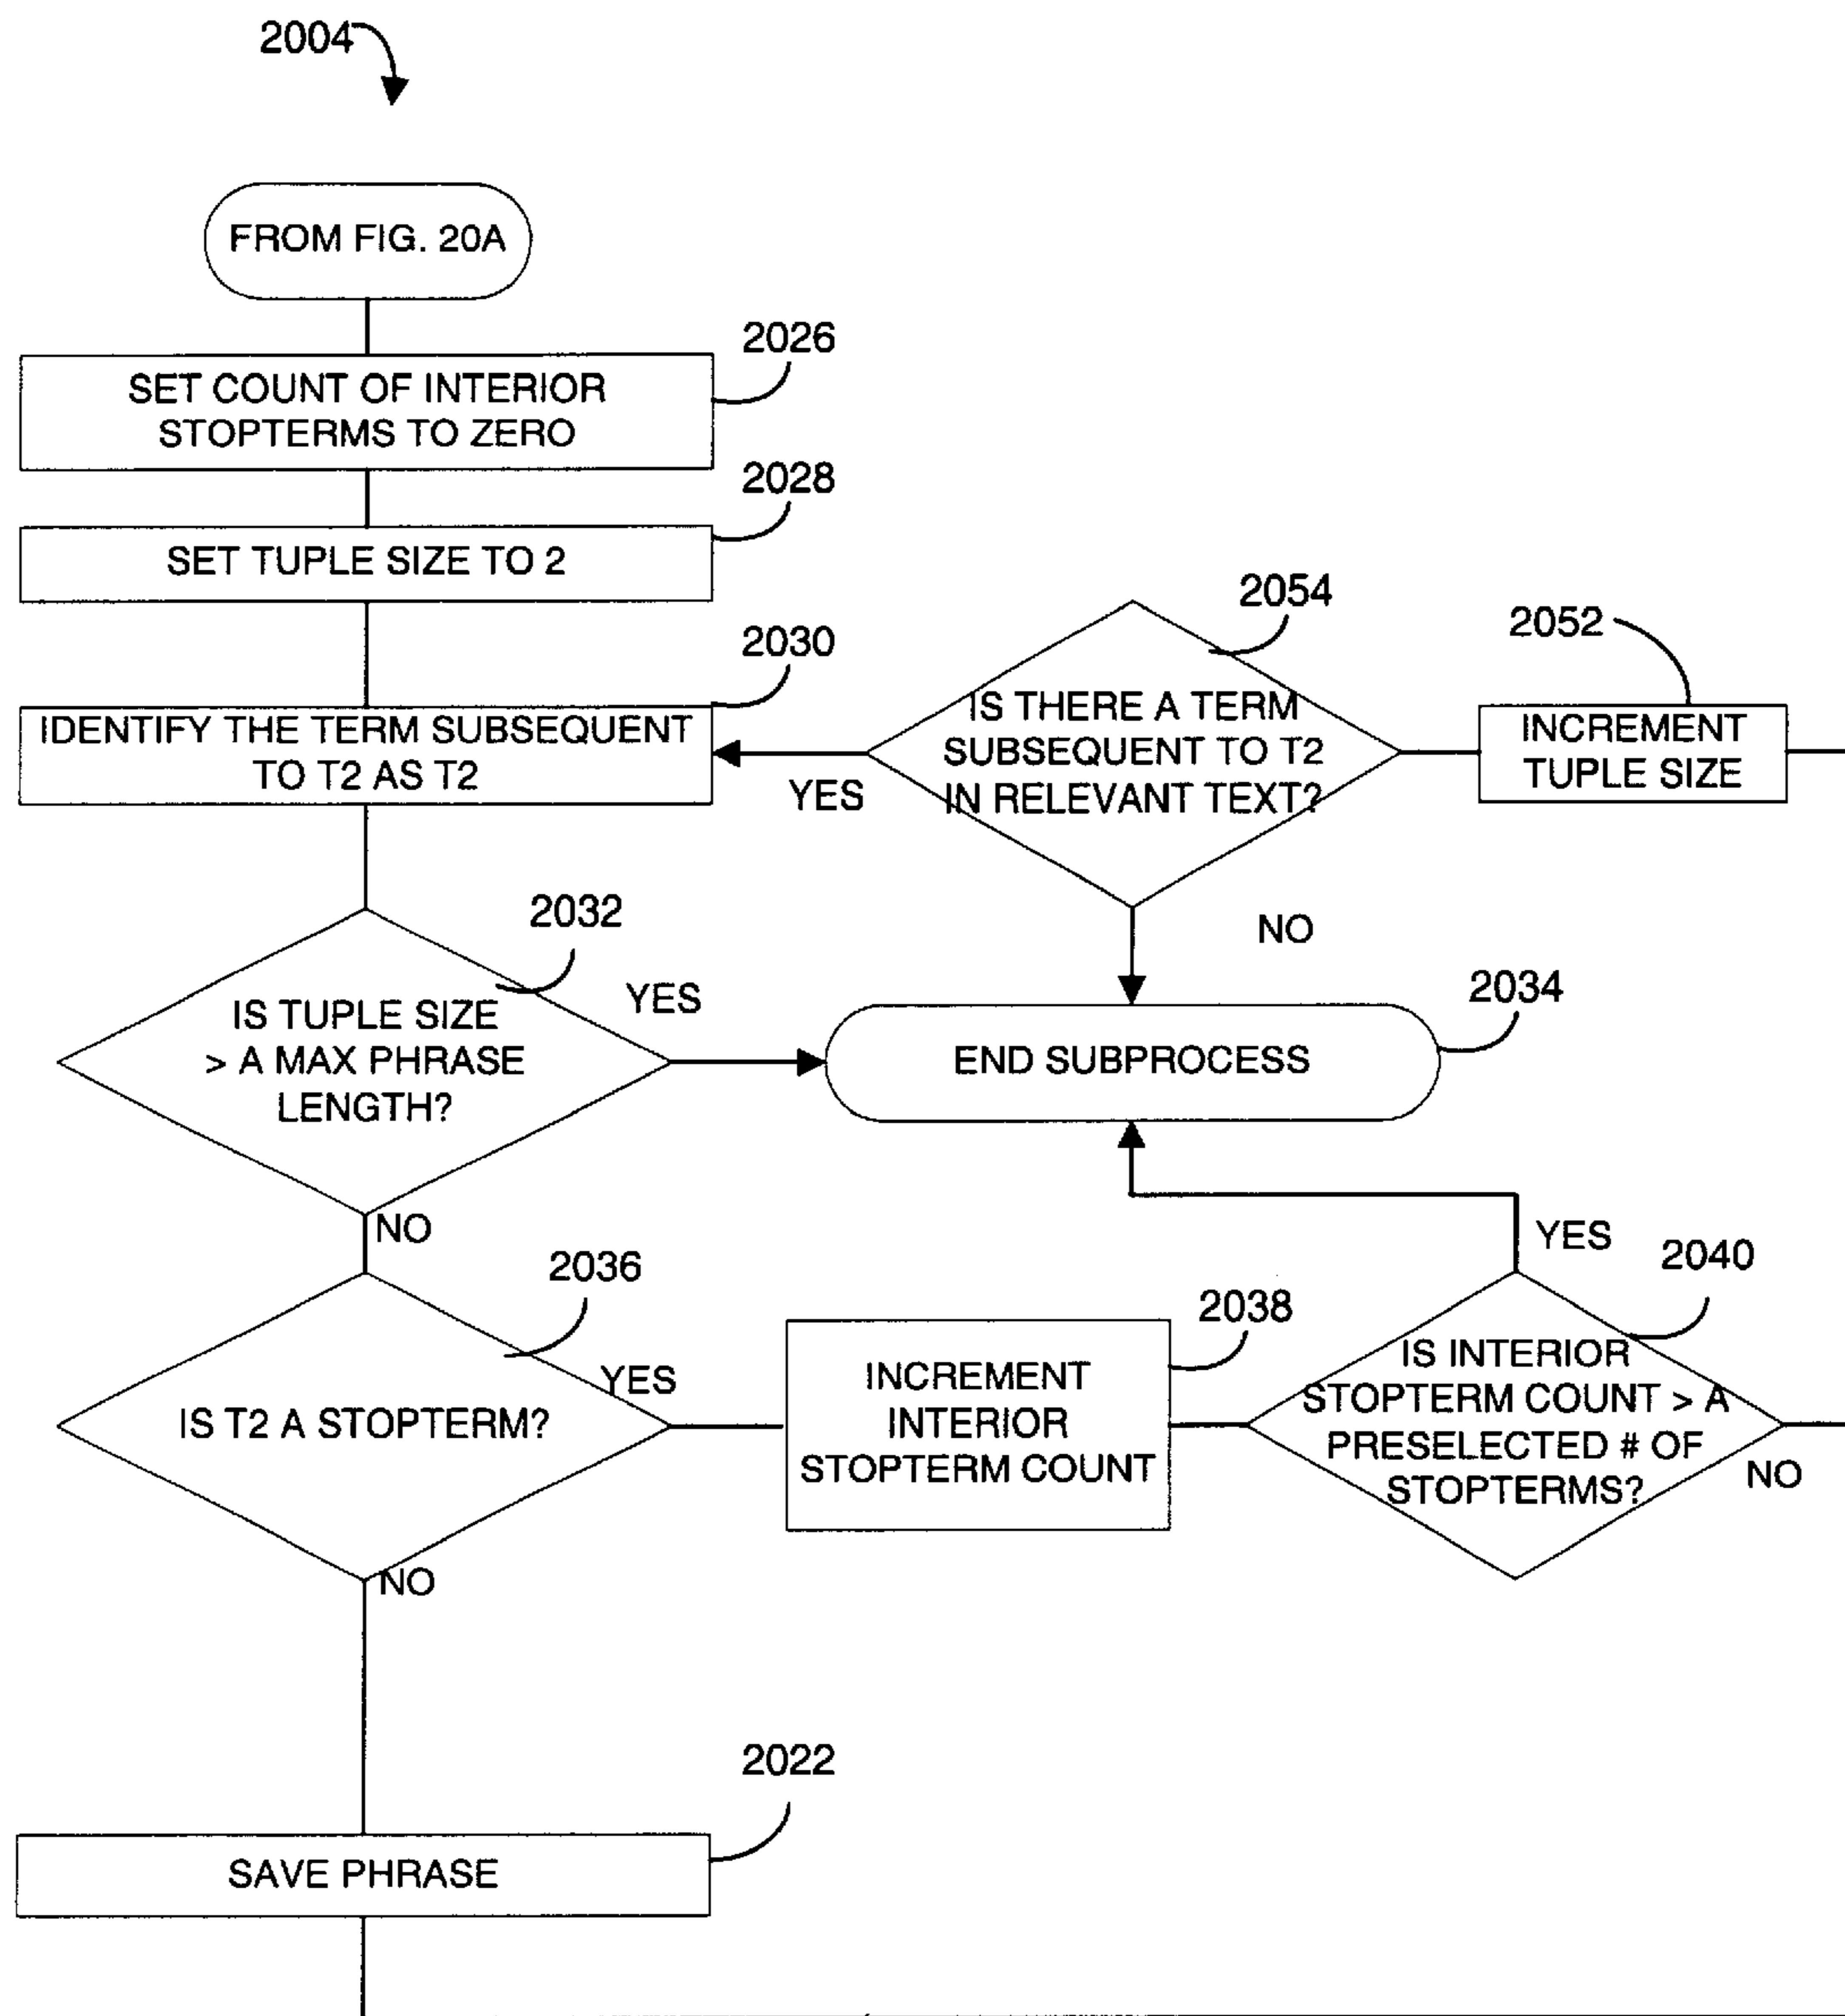 2004
FROM FIG. 20A
2026
SET COUNT OF INTERIOR
STOPTERMS TO ZERO
2028
SET TUPLE SIZE TO 2
2030
IDENTIFY THE TERM SUBSEQUENT
TO T2 AS T2
2054
IS THERE A TERM
SUBSEQUENT TO T2
IN RELEVANT TEXT?
YES
NO
2052
INCREMENT
TUPLE SIZE
2032
IS TUPLE SIZE
> A MAX PHRASE
LENGTH?
YES
NO
2034
END SUBPROCESS
2036
IS T2 A STOPTERM?
YES
NO
2038
INCREMENT
INTERIOR
STOPTERM COUNT
2040
IS INTERIOR
STOPTERM COUNT > A
PRESELECTED # OF
STOPTERMS?
YES
NO
2022
SAVE PHRASE